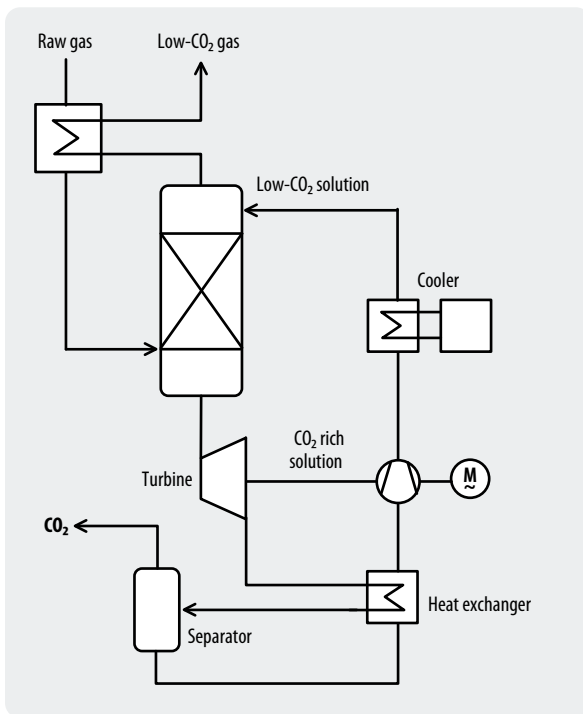 Raw gas
Low-CO₂ gas
Low-CO₂ solution
Cooler
CO₂ rich
solution
Turbine
M
~
CO₂
Heat exchanger
Separator